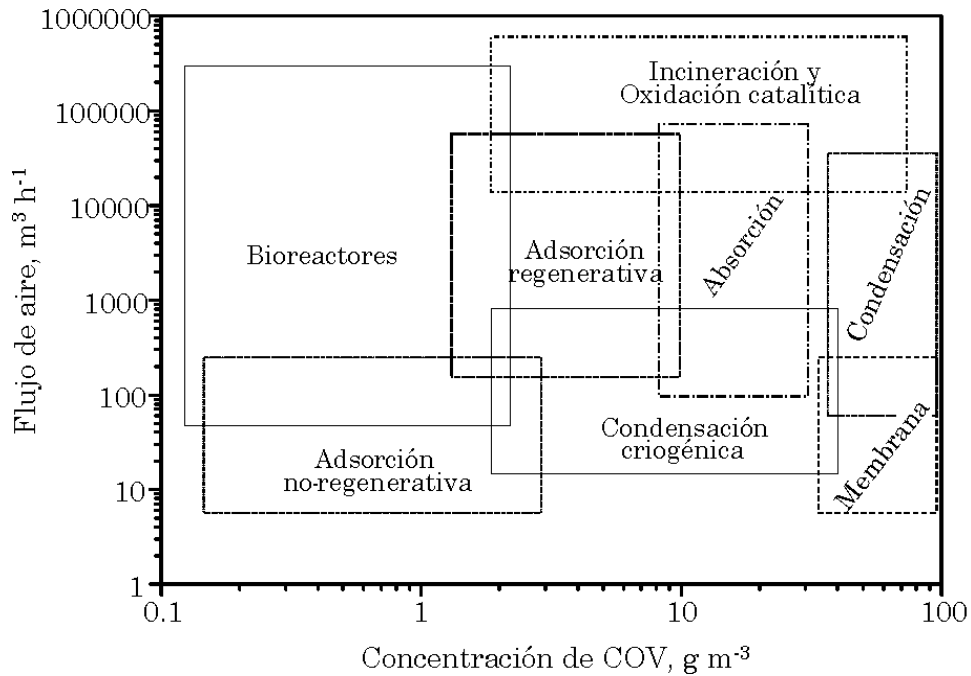 1000000
100000
10000
1000
100
10
1
Flujo de aire, m³ h⁻¹
Incineración y
Oxidación catalítica
Bioreactores
Adsorción
regenerativa
Absorción
Condensación
Condensación
criogénica
Adsorción
no-regenerativa
Membrana
0.1
1
10
100
Concentración de COV, g m⁻³